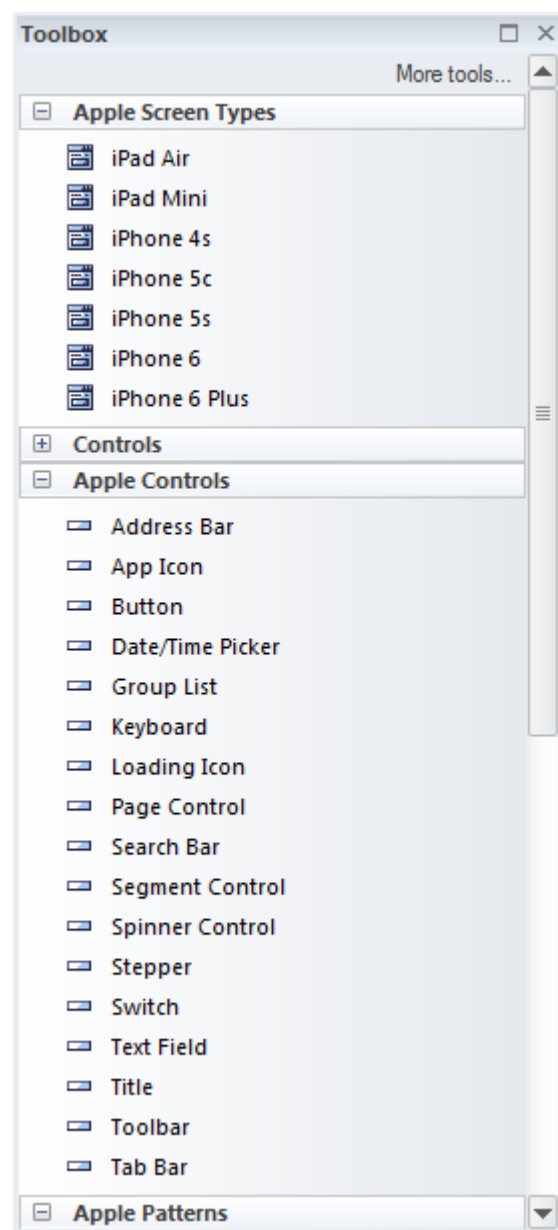 Toolbox
More tools...
Apple Screen Types
iPad Air
iPad Mini
iPhone 4s
iPhone 5c
iPhone 5s
iPhone 6
iPhone 6 Plus
Controls
Apple Controls
Address Bar
App Icon
Button
Date/Time Picker
Group List
Keyboard
Loading Icon
Page Control
Search Bar
Segment Control
Spinner Control
Stepper
Switch
Text Field
Title
Toolbar
Tab Bar
Apple Patterns